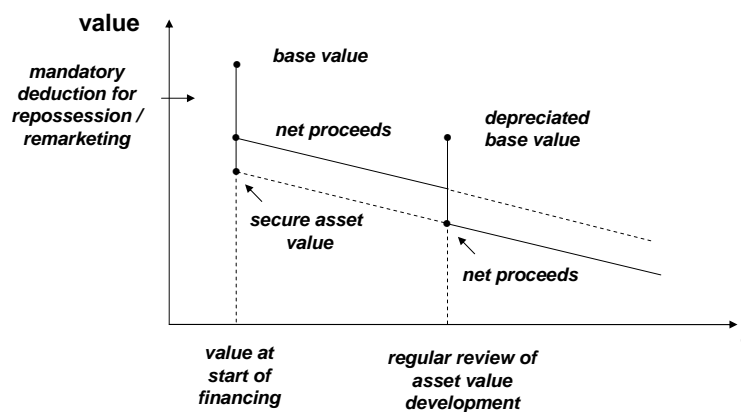 value
base value
mandatory
deduction for
repossession /
remarketing
net proceeds
depreciated
base value
secure asset
value
net proceeds
value at
start of
financing
regular review of
asset value
development